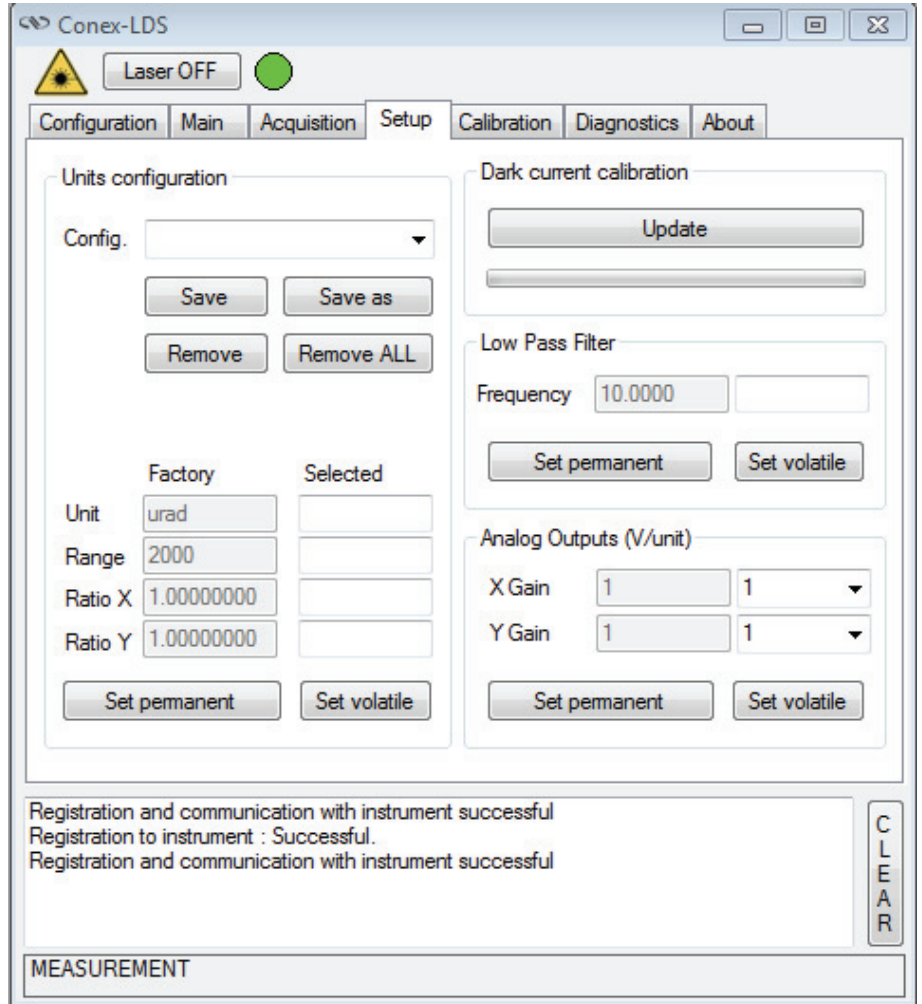 Conex-LDS
Laser OFF
Configuration Main Acquisition Setup Calibration Diagnostics About
Units configuration
Config.
Save Save as
Remove Remove ALL
Factory Selected
Unit urad
Range 2000
Ratio X 1.00000000
Ratio Y 1.00000000
Set permanent Set volatile
Dark current calibration
Update
Low Pass Filter
Frequency 10.0000
Set permanent Set volatile
Analog Outputs (V/unit)
X Gain 1 1
Y Gain 1 1
Set permanent Set volatile
Registration and communication with instrument successful
Registration to instrument : Successful.
Registration and communication with instrument successful
CLEAR
MEASUREMENT